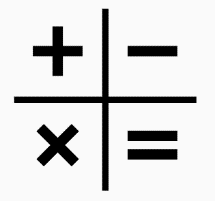 + −
× =